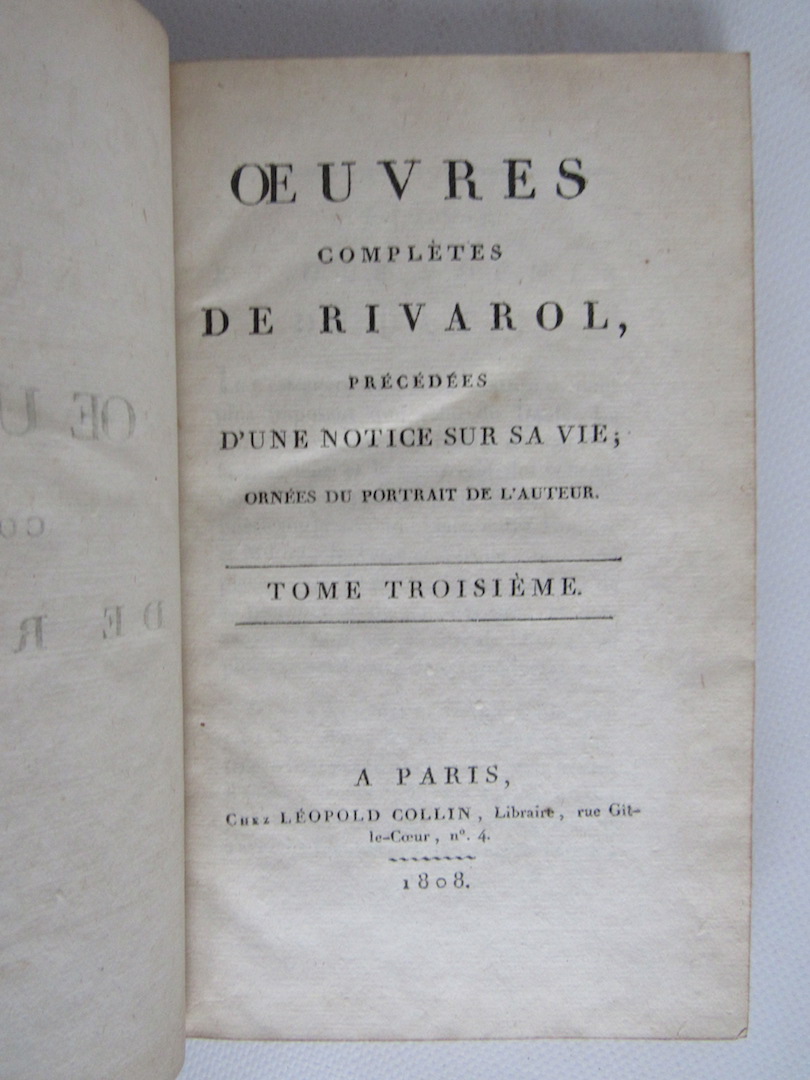 ŒUVRES
COMPLÈTES
DE RIVAROL,
PRÉCÉDÉES
D'UNE NOTICE SUR SA VIE;
ORNÉES DU PORTRAIT DE L'AUTEUR.
TOME TROISIÈME.
A PARIS,
Chez LÉOPOLD COLLIN, Libraire, rue Git-
le-Cœur, n°. 4.
1808.